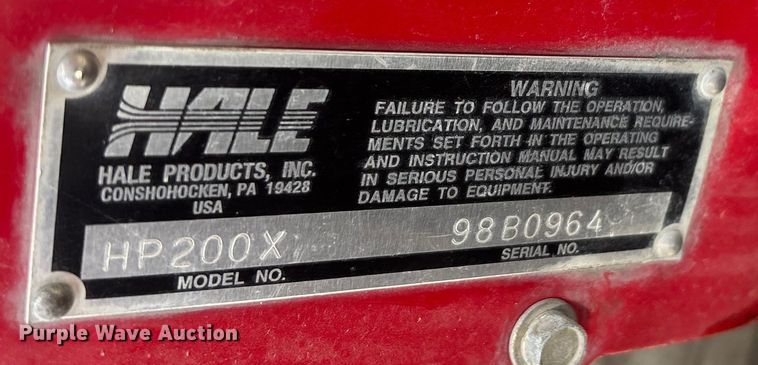 HALE
HALE PRODUCTS, INC.
CONSHOHOCKEN, PA 19428
USA
WARNING
FAILURE TO FOLLOW THE OPERATION,
LUBRICATION, AND MAINTENANCE REQUIRE-
MENTS SET FORTH IN THE OPERATING
AND INSTRUCTION MANUAL MAY RESULT
IN SERIOUS PERSONAL INJURY AND/OR
DAMAGE TO EQUIPMENT.
HP200X
MODEL NO.
98B0964
SERIAL NO.
Purple Wave Auction